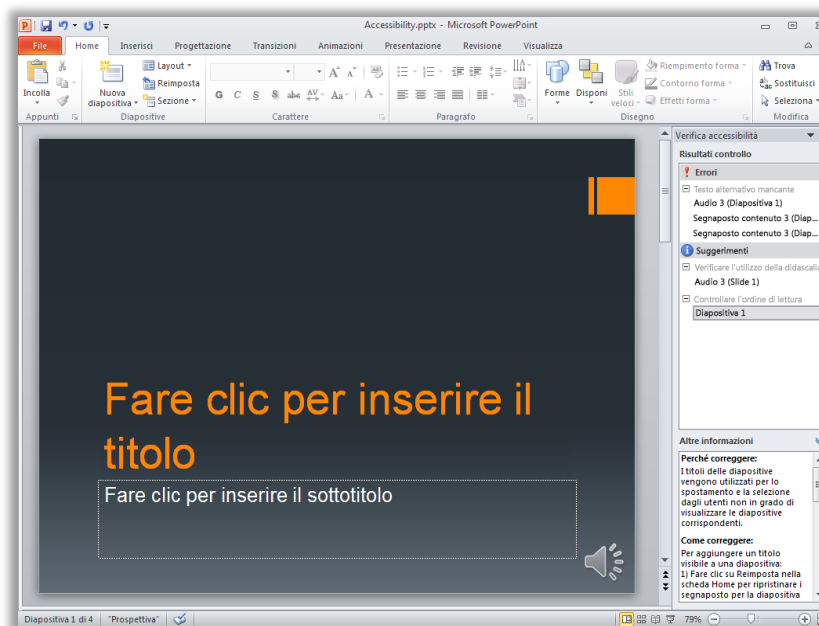 Accessibility.pptx - Microsoft PowerPoint
File Home Inserisci Progettazione Transizioni Animazioni Presentazione Revisione Visualizza
Incolla
Appunti
Nuova
diapositiva
Layout
Reimposta
Sezione
Diapositive
G C S S abc AV Aa A
Carattere
Paragrafo
Forme Disponi Stili
veloci
Riempimento forma
Contorno forma
Effetti forma
Disegno
Trova
Sostituisci
Seleziona
Modifica
Fare clic per inserire il
titolo
Fare clic per inserire il sottotitolo
Verifica accessibilità
Risultati controllo
Errori
Testo alternativo mancante
Audio 3 (Diapositiva 1)
Segnaposto contenuto 3 (Diap...
Segnaposto contenuto 3 (Diap...
Suggerimenti
Verificare l'utilizzo della didascalia
Audio 3 (Slide 1)
Controllare l'ordine di lettura
Diapositiva 1
Altre informazioni
Perché correggere:
I titoli delle diapositive
vengono utilizzati per lo
spostamento e la selezione
dagli utenti non in grado di
visualizzare le diapositive
corrispondenti.
Come correggere:
Per aggiungere un titolo
visibile a una diapositiva:
1) Fare clic su Reimposta nella
scheda Home per ripristinare i
segnaposto per la diapositiva
Diapositiva 1 di 4 "Prospettiva" 79%